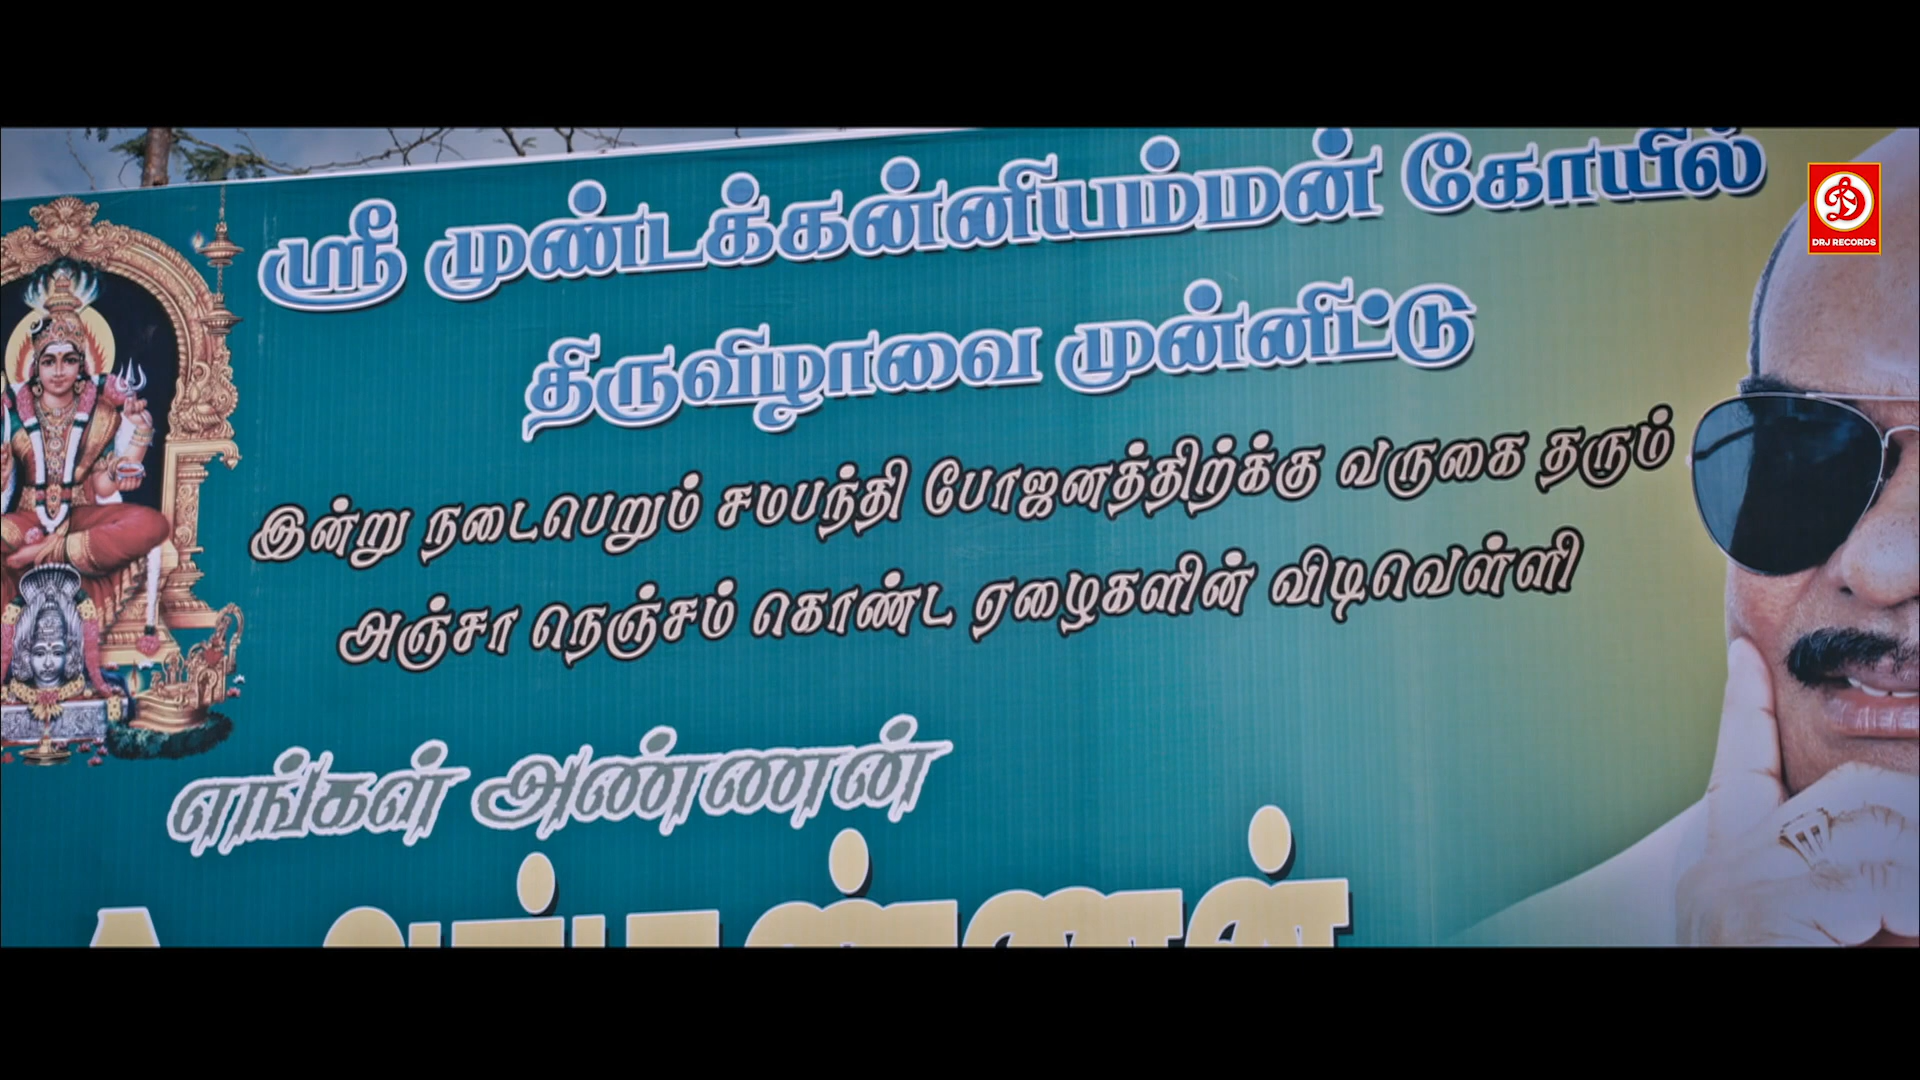 ஸ்ரீ முண்டக்கன்னியம்மன் கோயில்
திருவிழாவை முன்னிட்டு
இன்று நடைபெறும் சமபந்தி போஜனத்திற்க்கு வருகை தரும்
அஞ்சா நெஞ்சம் கொண்ட ஏழைகளின் விடிவெள்ளி
எங்கள் அண்ணன்
DRJ RECORDS